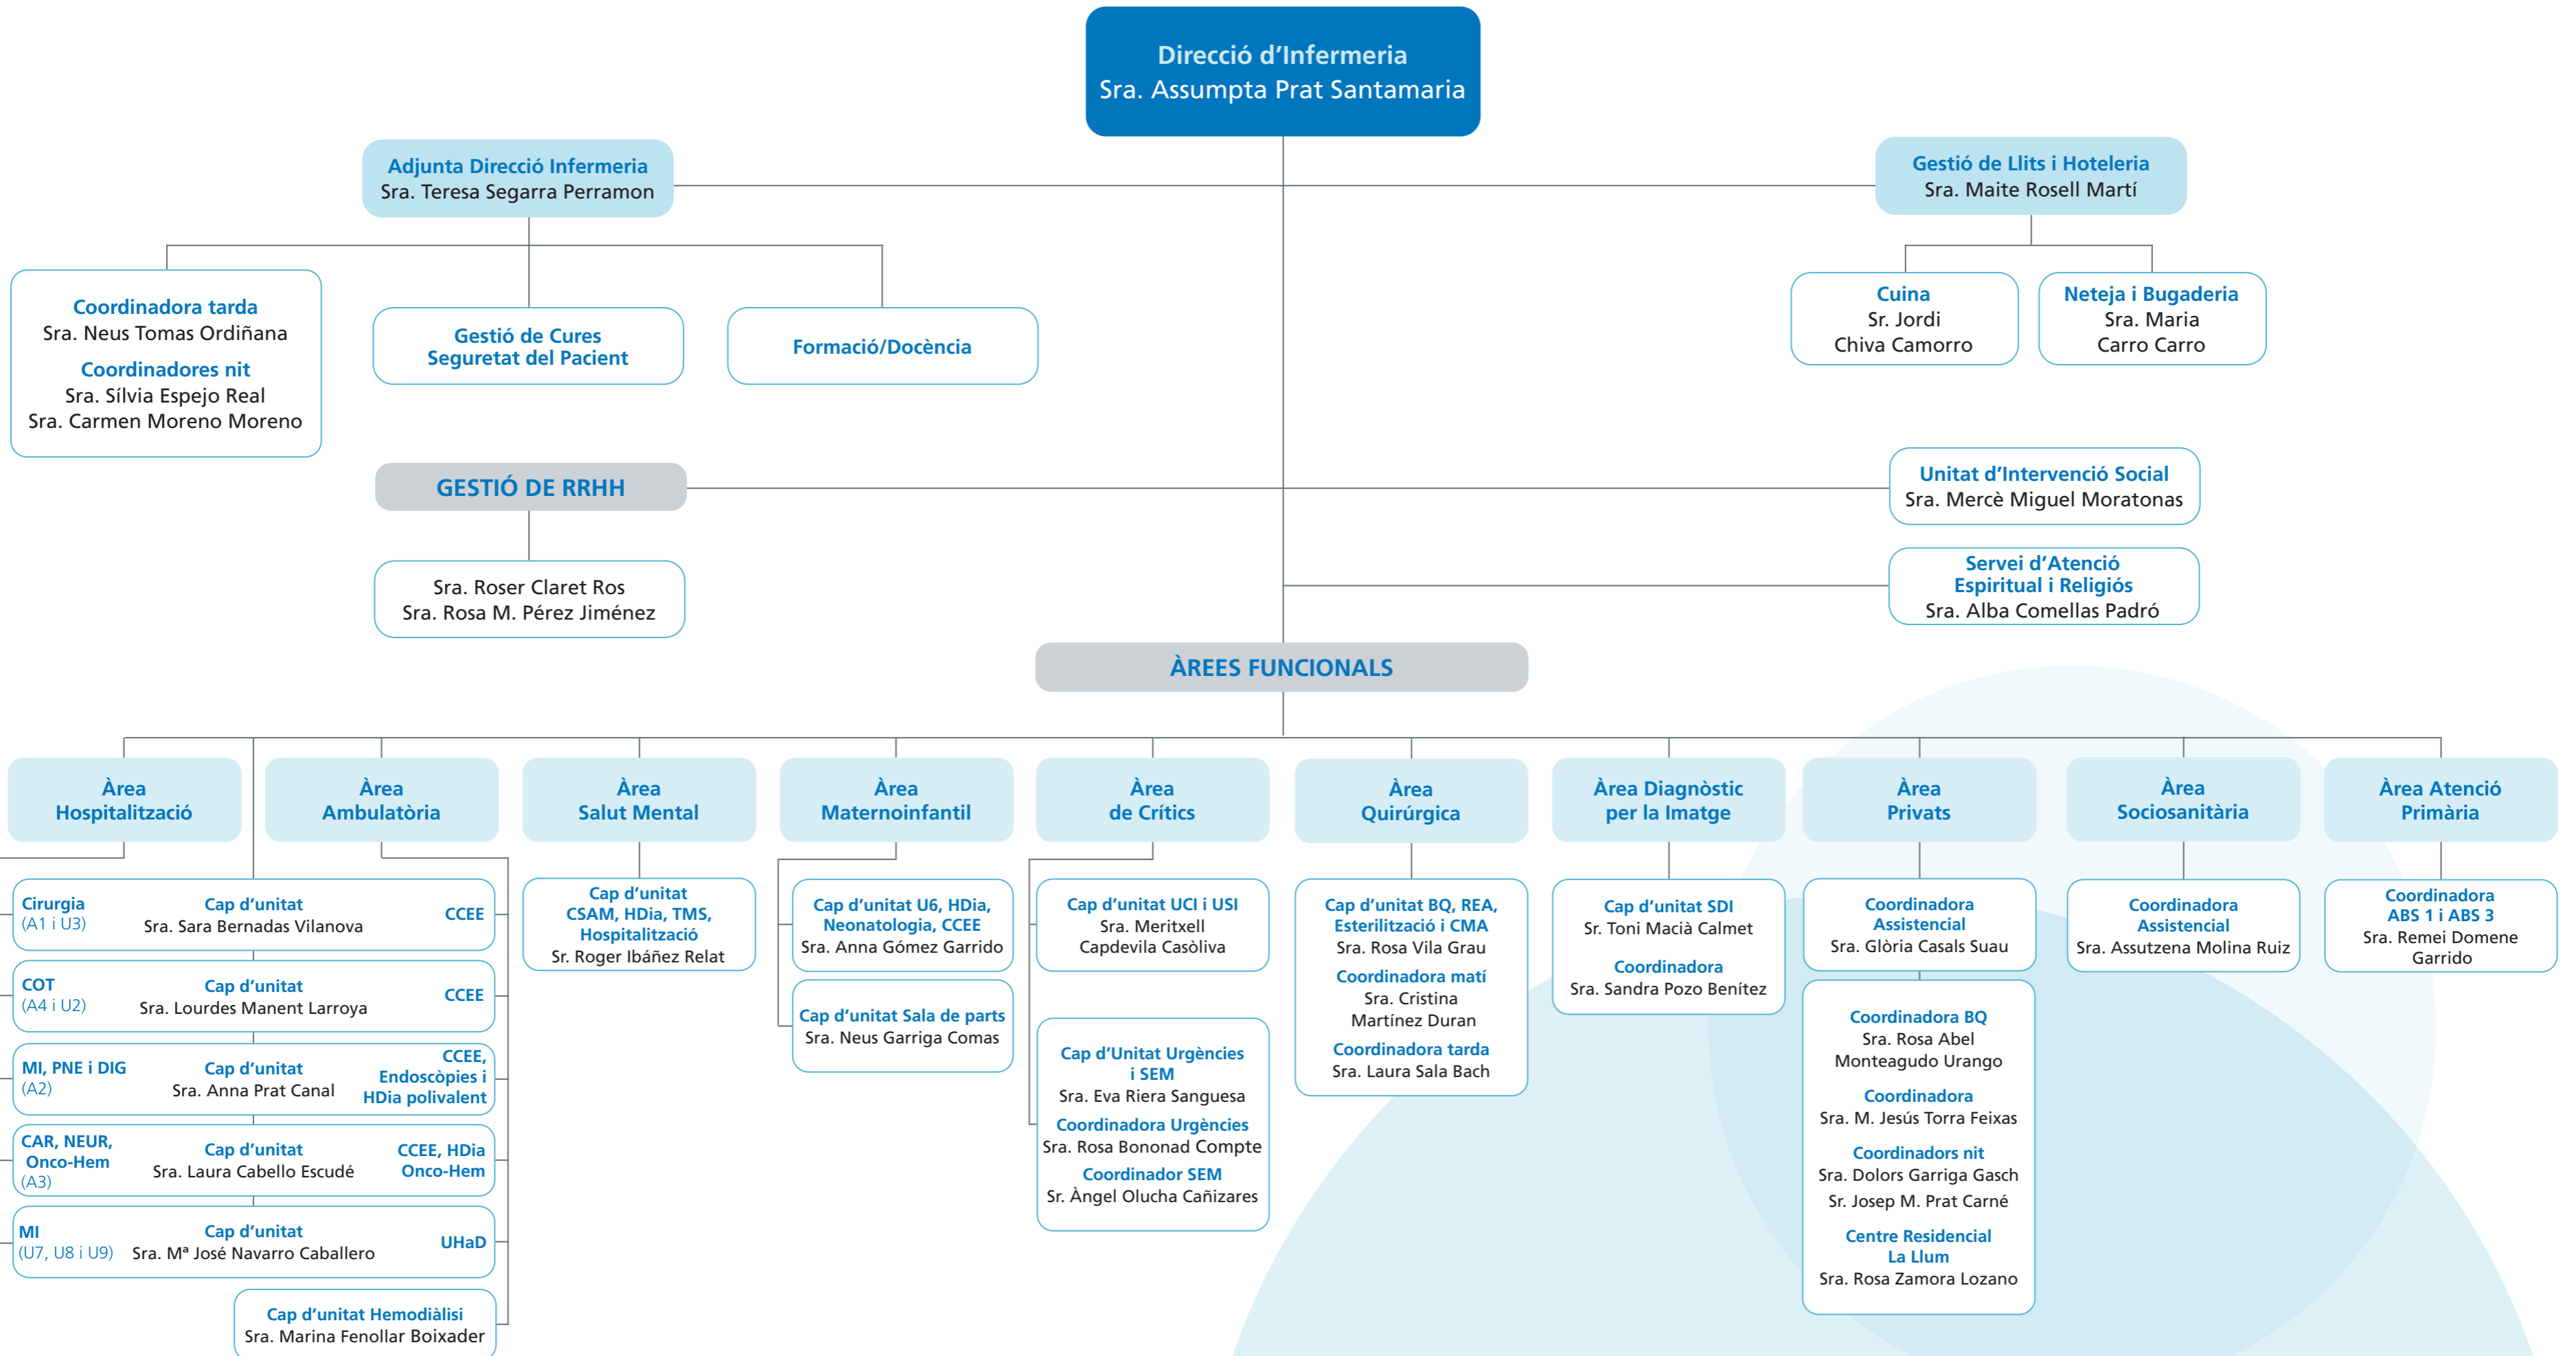 Direcció d’Infermeria
Sra. Assumpta Prat Santamaria
Adjunta Direcció Infermeria
Sra. Teresa Segarra Perramon
Gestió de Llits i Hoteleria
Sra. Maite Rosell Martí
Coordinadora tarda
Sra. Neus Tomas Ordiñana
Coordinadores nit
Sra. Sílvia Espejo Real
Sra. Carmen Moreno Moreno
Gestió de Cures
Seguretat del Pacient
Formació/Docència
Cuina
Sr. Jordi
Chiva Camorro
Neteja i Bugaderia
Sra. Maria
Carro Carro
GESTIÓ DE RRHH
Unitat d’Intervenció Social
Sra. Mercè Miguel Moratonas
Sra. Roser Claret Ros
Sra. Rosa M. Pérez Jiménez
Servei d’Atenció
Espiritual i Religiós
Sra. Alba Comellas Padró
ÀREES FUNCIONALS
Àrea
Hospitalització
Àrea
Ambulatòria
Àrea
Salut Mental
Àrea
Maternoinfantil
Àrea
de Crítics
Àrea
Quirúrgica
Àrea Diagnòstic
per la Imatge
Àrea
Privats
Àrea
Sociosanitària
Àrea Atenció
Primària
Cirurgia
(A1 i U3)
Cap d’unitat
Sra. Sara Bernadas Vilanova
CCEE
COT
(A4 i U2)
Cap d’unitat
Sra. Lourdes Manent Larroya
CCEE
MI, PNE i DIG
(A2)
Cap d’unitat
Sra. Anna Prat Canal
CCEE,
Endoscòpies i
HDia polivalent
CAR, NEUR,
Onco-Hem
(A3)
Cap d’unitat
Sra. Laura Cabello Escudé
CCEE, HDia
Onco-Hem
MI
(U7, U8 i U9)
Cap d’unitat
Sra. Mª José Navarro Caballero
UHaD
Cap d’unitat Hemodiàlisi
Sra. Marina Fenollar Boixader
Cap d’unitat
CSAM, HDia, TMS,
Hospitalització
Sr. Roger Ibáñez Relat
Cap d’unitat U6, HDia,
Neonatologia, CCEE
Sra. Anna Gómez Garrido
Cap d’unitat Sala de parts
Sra. Neus Garriga Comas
Cap d’unitat UCI i USI
Sra. Meritxell
Capdevila Casòliva
Cap d’Unitat Urgències
i SEM
Sra. Eva Riera Sanguesa
Coordinadora Urgències
Sra. Rosa Bononad Compte
Coordinador SEM
Sr. Àngel Olucha Cañizares
Cap d’unitat BQ, REA,
Esterilització i CMA
Sra. Rosa Vila Grau
Coordinadora matí
Sra. Cristina
Martínez Duran
Coordinadora tarda
Sra. Laura Sala Bach
Cap d’unitat SDI
Sr. Toni Macià Calmet
Coordinadora
Sra. Sandra Pozo Benítez
Coordinadora
Assistencial
Sra. Glòria Casals Suau
Coordinadora BQ
Sra. Rosa Abel
Monteagudo Urango
Coordinadora
Sra. M. Jesús Torra Feixas
Coordinadors nit
Sra. Dolors Garriga Gasch
Sr. Josep M. Prat Carné
Centre Residencial
La Llum
Sra. Rosa Zamora Lozano
Coordinadora
Assistencial
Sra. Assutzena Molina Ruiz
Coordinadora
ABS 1 i ABS 3
Sra. Remei Domene
Garrido